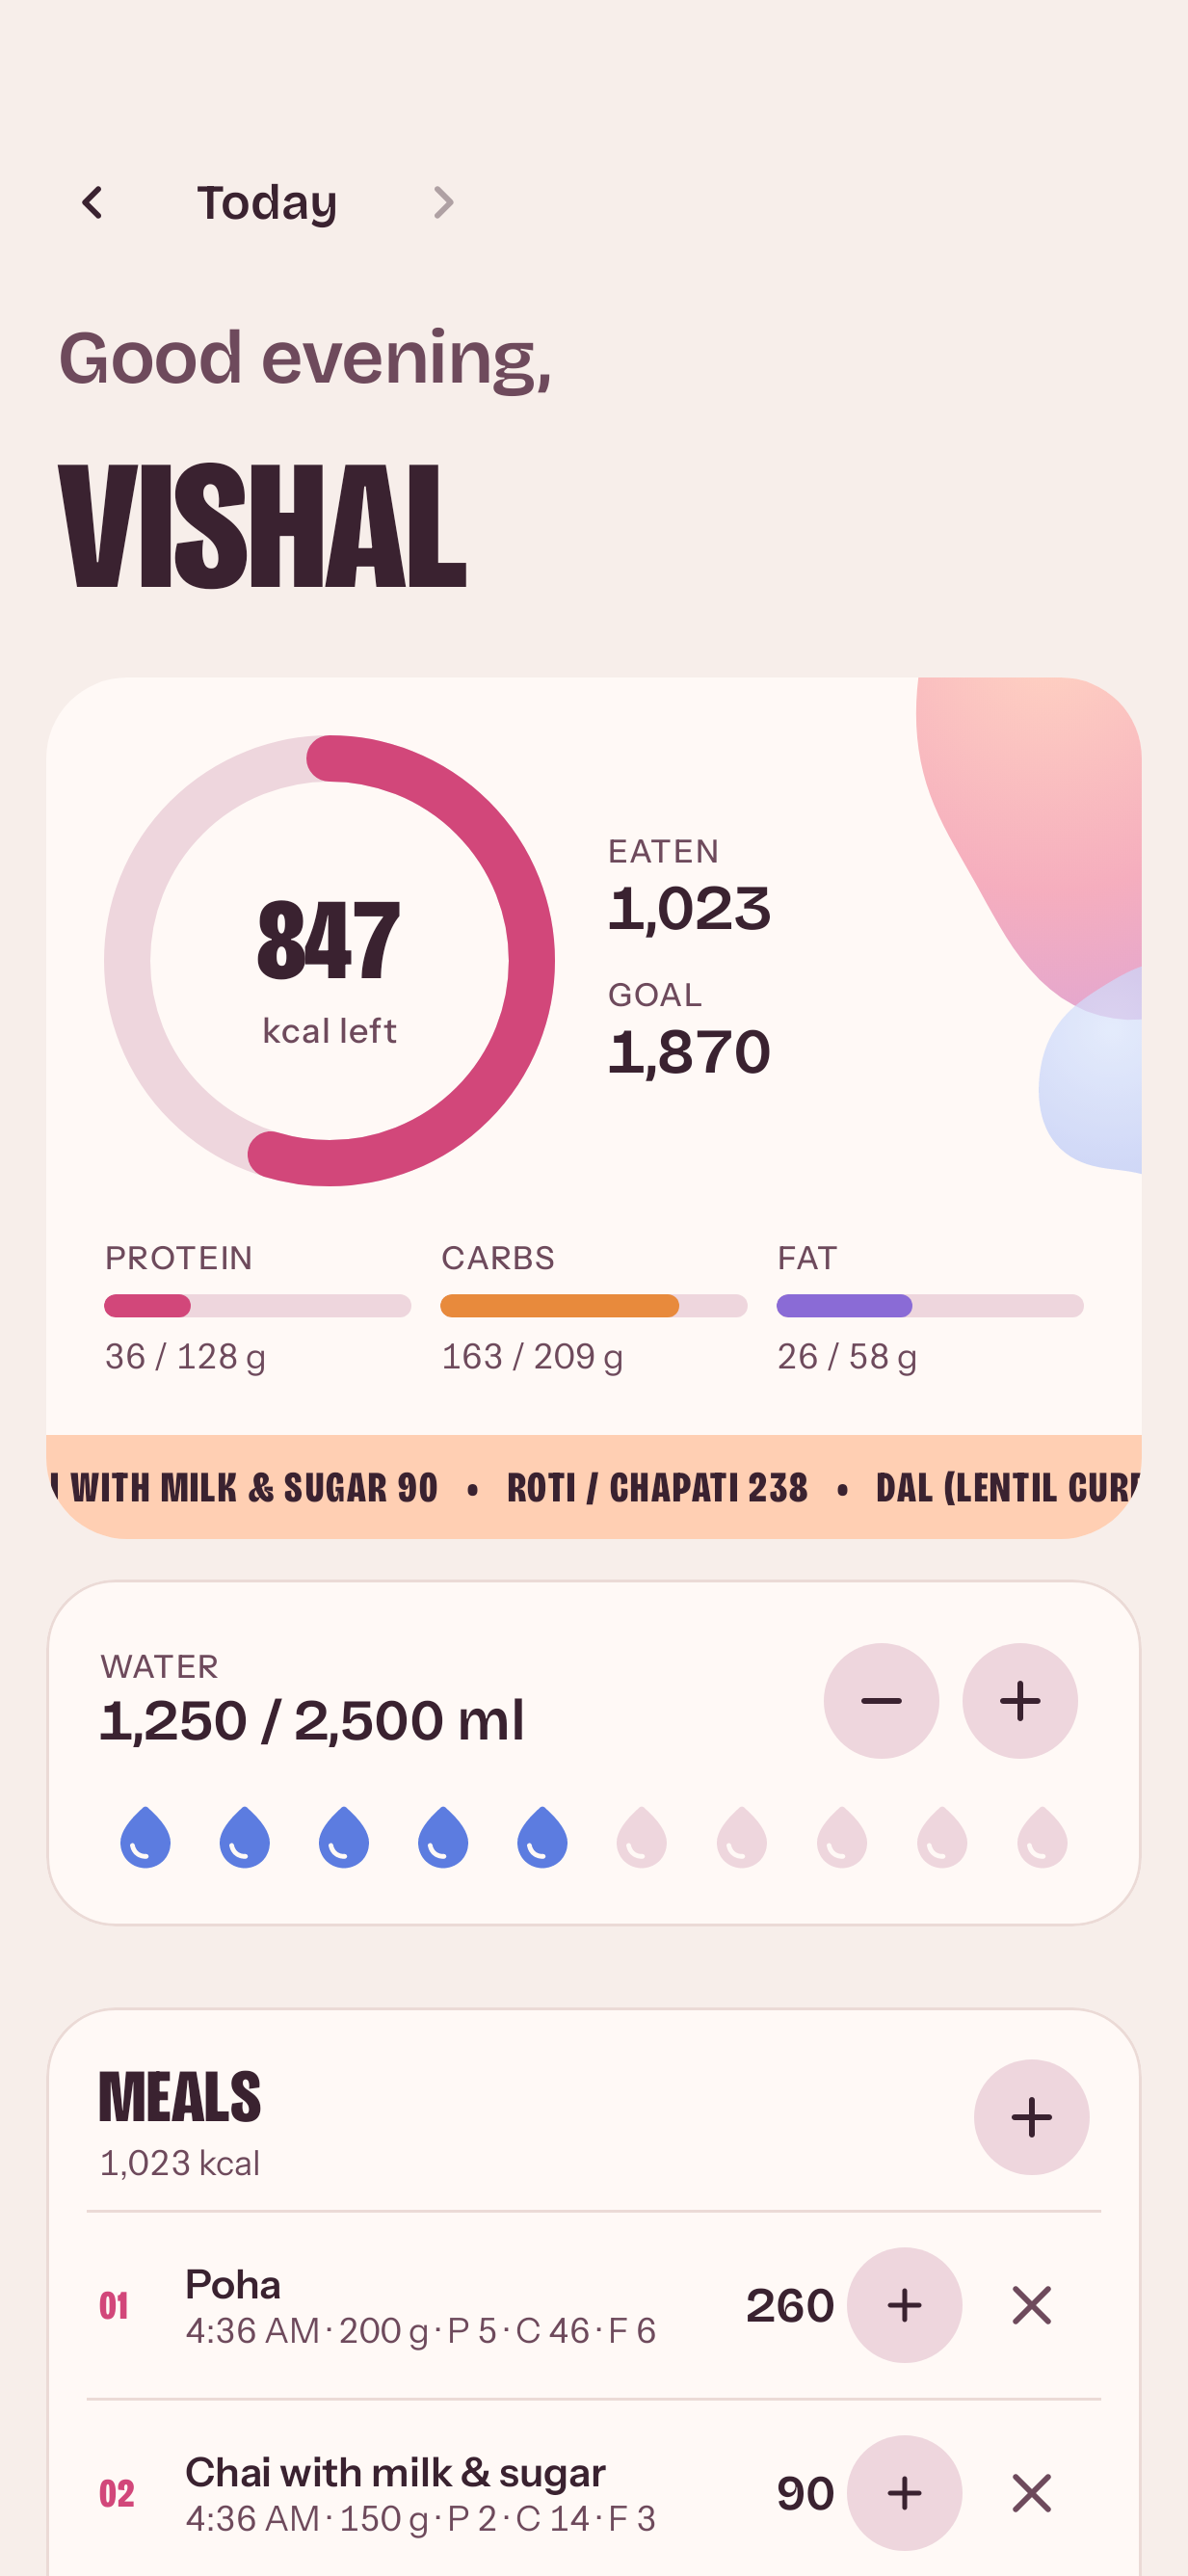 Today
Good evening,
VISHAL
847
kcal left
EATEN
1,023
GOAL
1,870
PROTEIN CARBS FAT
36 / 128 g 163 / 209 g 26 / 58 g
WITH MILK & SUGAR 90 • ROTI / CHAPATI 238 • DAL (LENTIL
WATER
1,250 / 2,500 ml
MEALS
1,023 kcal
01 Poha 260
4:36 AM · 200 g · P 5 · C 46 · F 6
02 Chai with milk & sugar 90
4:36 AM · 150 g · P 2 · C 14 · F 3